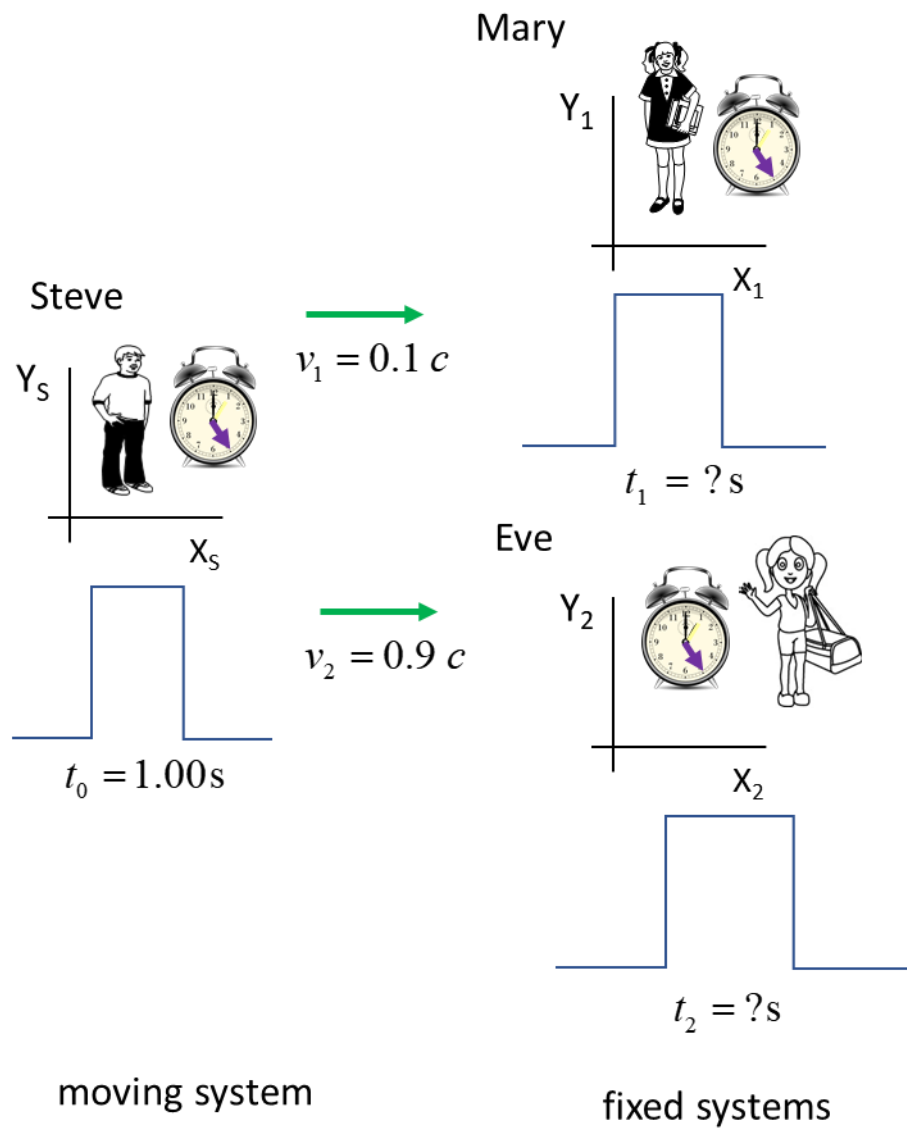 Mary
Y1
X1
Steve
v1 = 0.1 c
YS
XS
t1 = ? s
Eve
v2 = 0.9 c
Y2
X2
t0 = 1.00s
t2 = ?s
moving system
fixed systems